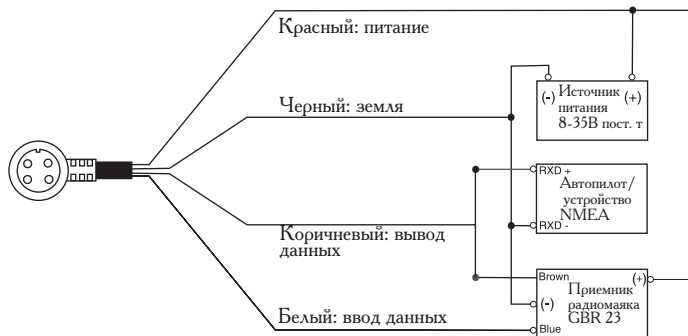 Красный: питание
(-)
Источник
(+)
питания
8-35В пост. т
Черный: земля
RXD +
Автопилот/
устройство
NMEA
RXD -
Коричневый: вывод
данных
Brown
(+)
Приемник
(-)
радиомаяка
GBR 23
Белый: ввод данных
Blue